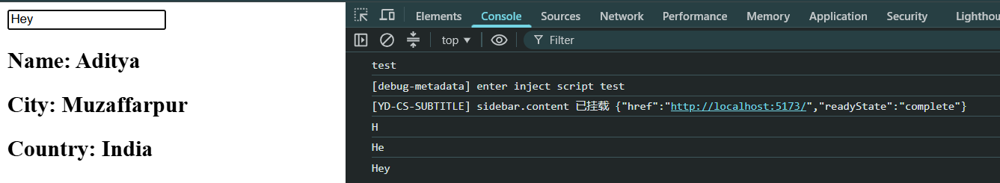 Hey
Name: Aditya
City: Muzaffarpur
Country: India
Elements Console Sources Network Performance Memory Application Security Lighthou
top ▼ Filter
test
[debug-metadata] enter inject script test
[YD-CS-SUBTITLE] sidebar.content 已挂载 {"href":"http://localhost:5173/","readyState":"complete"}
H
He
Hey